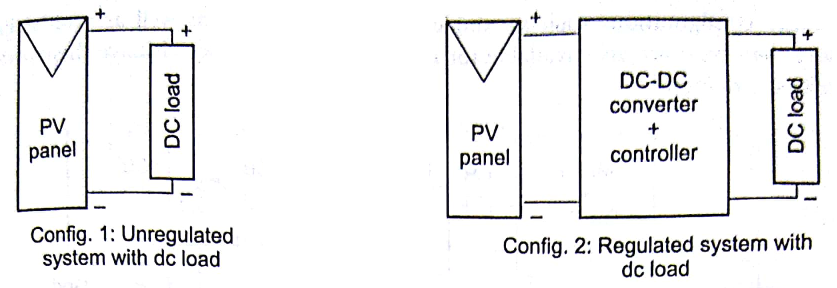 +
+
PV
panel
DC load
–
–
Config. 1: Unregulated
system with dc load
+
+
PV
panel
DC-DC
converter
+
controller
DC load
–
–
Config. 2: Regulated system with
dc load